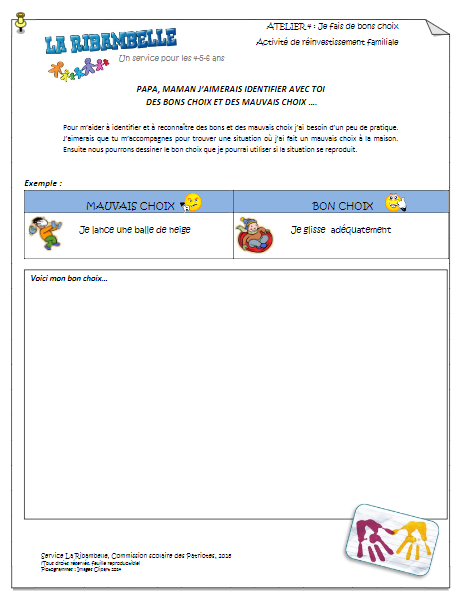 ATELIER 4 : Je fais de bons choix
LA RIBAMBELLE
Activité de réinvestissement familiale
Un service pour les 4-5-6 ans
PAPA, MAMAN J'AIMERAIS IDENTIFIER AVEC TOI
DES BONS CHOIX ET DES MAUVAIS CHOIX ....
Pour m'aider à identifier et à reconnaître des bons et des mauvais choix j'ai besoin d'un peu de pratique.
J'aimerais que tu m'accompagnes pour trouver une situation où j'ai fait un mauvais choix à la maison.
Ensuite nous pourrons dessiner le bon choix que je pourrai utiliser si la situation se reproduit.
Exemple :
MAUVAIS CHOIX
BON CHOIX
Je lance une balle de neige
Je glisse adéquatement
Voici mon bon choix...
Service La Ribambelle, Commission scolaire des Patriotes, 2015
(Tous droits réservés, feuille reproductible)
Pictogrammes : Images Clipart 2014